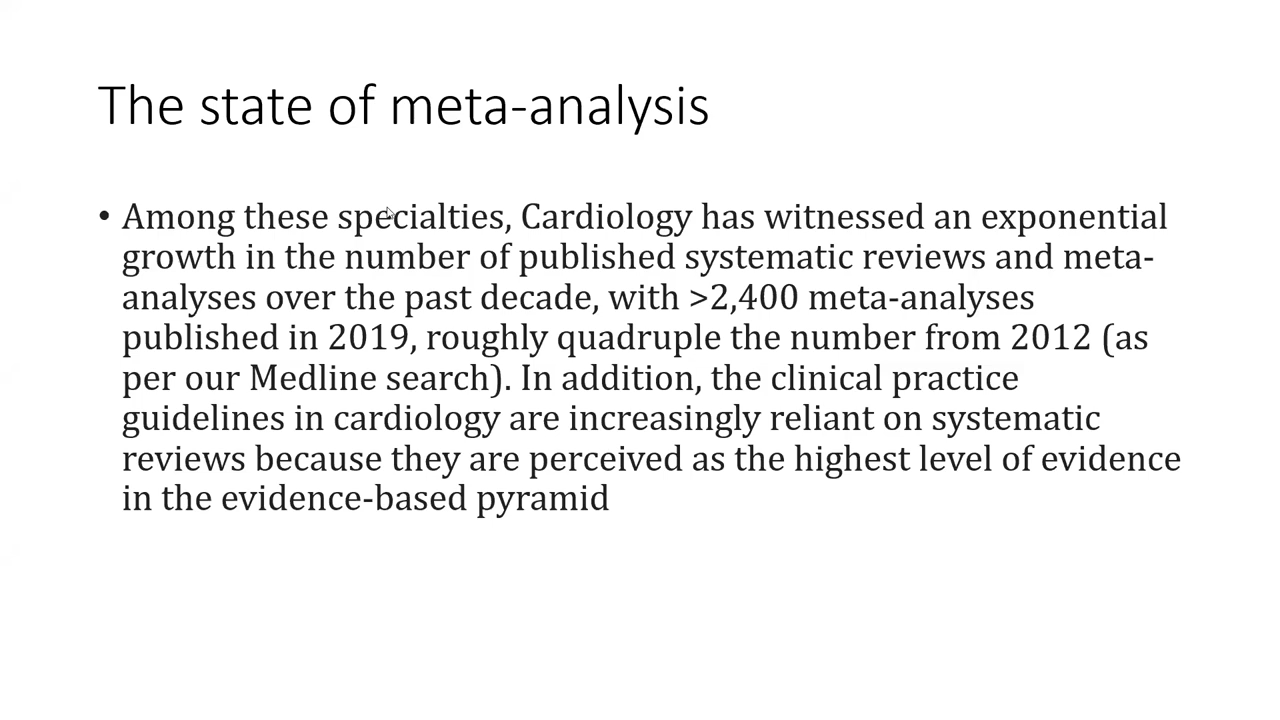 The state of meta-analysis
• Among these specialties, Cardiology has witnessed an exponential
growth in the number of published systematic reviews and meta-
analyses over the past decade, with >2,400 meta-analyses
published in 2019, roughly quadruple the number from 2012 (as
per our Medline search). In addition, the clinical practice
guidelines in cardiology are increasingly reliant on systematic
reviews because they are perceived as the highest level of evidence
in the evidence-based pyramid